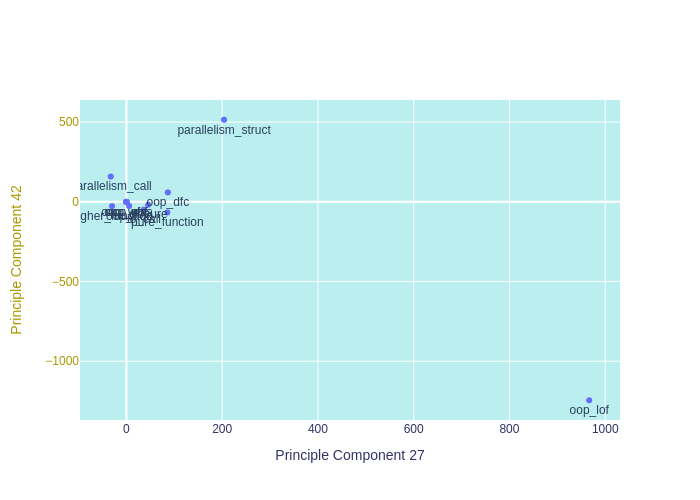 500
parallelism_struct
arallelism_call
0
oop_dfc
pure_function
−500
−1000
oop_lof
0
200
400
600
800
1000
Principle Component 27
Principle Component 42